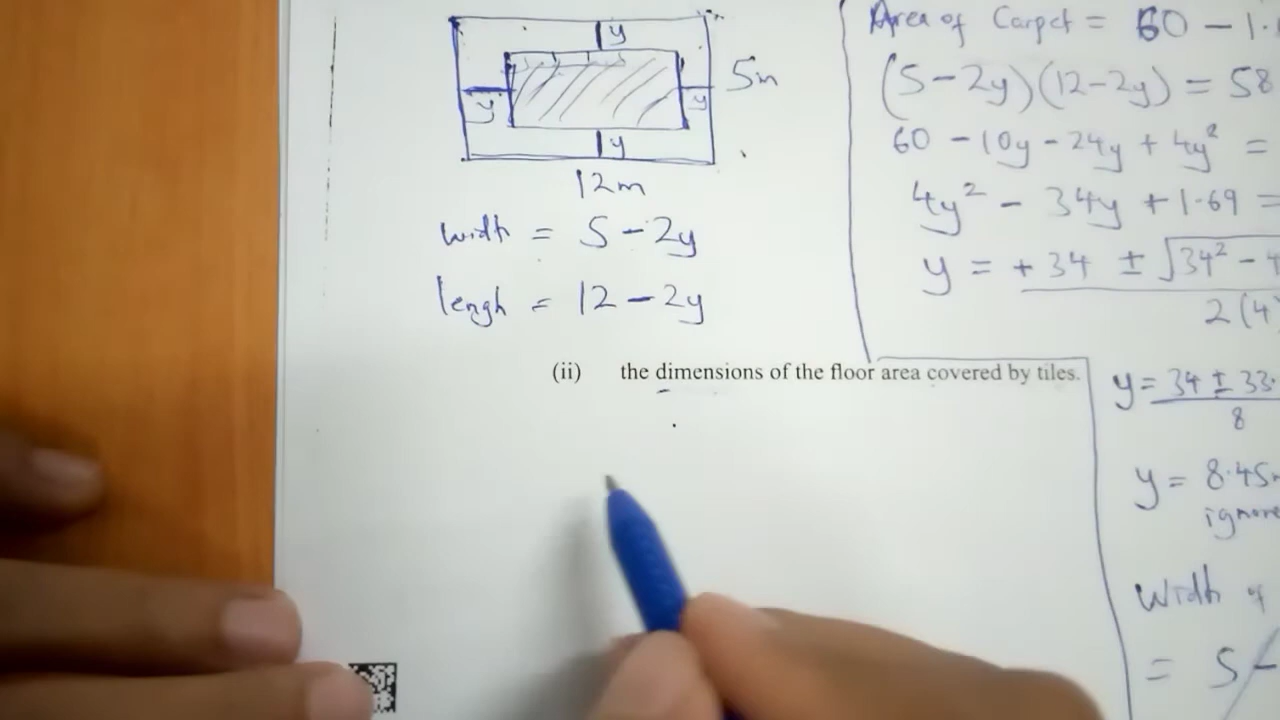 y
y
y
y
5m
12m
width = 5 - 2y
lengh = 12 - 2y
(ii) the dimensions of the floor area covered by tiles.
Area of Carpet = 60 - 1.
(5-2y)(12-2y) = 58
60 - 10y - 24y + 4y² =
4y² - 34y + 1.69 =
y = + 34 ± √34² - 4
2(4
y = 34 ± 33.
8
y = 8.45
ignore
Width of
= 5 -